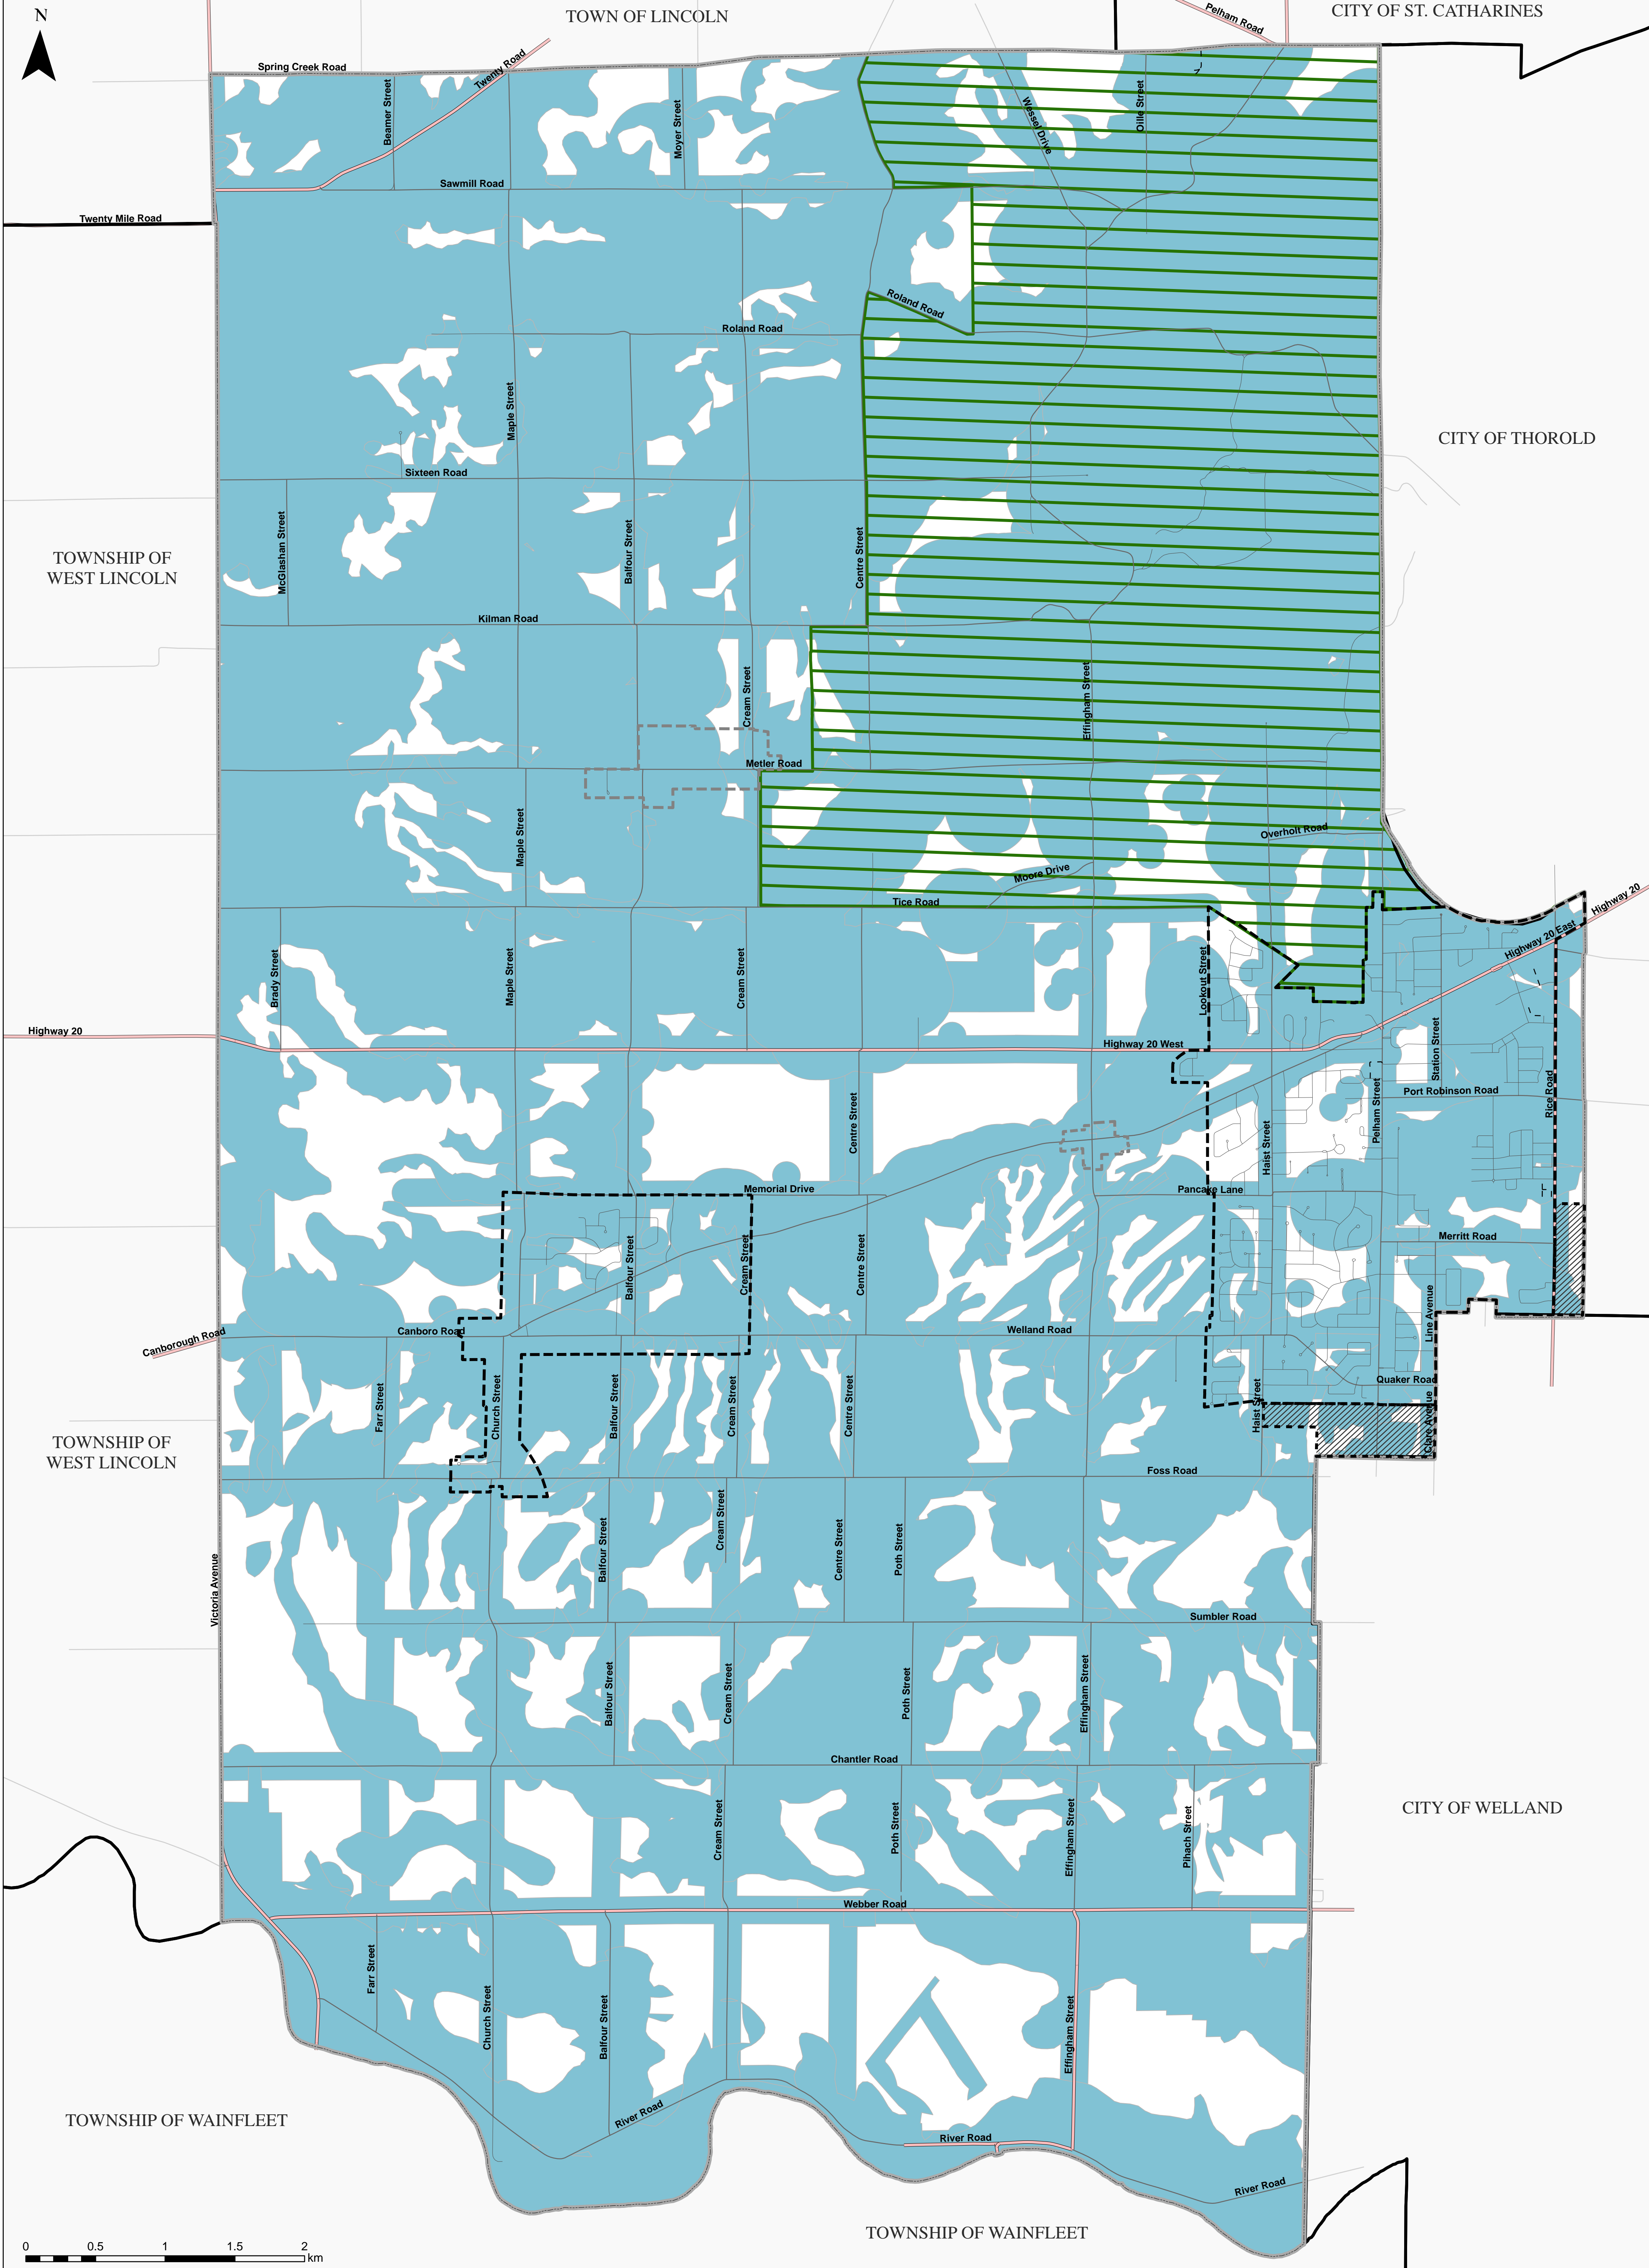 N
TOWN OF LINCOLN
Pelham Road
CITY OF ST. CATHARINES
Spring Creek Road
Twenty Road
Beamer Street
Moyer Street
Wessel Drive
Oille Street
Sawmill Road
Twenty Mile Road
Roland Road
Roland Road
Maple Street
CITY OF THOROLD
Sixteen Road
McGlashan Street
Balfour Street
Centre Street
TOWNSHIP OF
WEST LINCOLN
Kilman Road
Cream Street
Effingham Street
Metler Road
Maple Street
Overholt Road
Moore Drive
Tice Road
Highway 20
Highway 20 East
Brady Street
Maple Street
Cream Street
Lookout Street
Highway 20
Highway 20 West
Station Street
Port Robinson Road
Rice Road
Centre Street
Haist Street
Pelham Street
Memorial Drive
Pancake Lane
Balfour Street
Cream Street
Centre Street
Merritt Road
Line Avenue
Canborough Road
Canboro Road
Welland Road
Quaker Road
Farr Street
Church Street
Balfour Street
Cream Street
Centre Street
Haist Street
Clare Avenue
TOWNSHIP OF
WEST LINCOLN
Foss Road
Victoria Avenue
Balfour Street
Cream Street
Centre Street
Poth Street
Sumbler Road
Balfour Street
Cream Street
Poth Street
Effingham Street
Chantler Road
Cream Street
Poth Street
Effingham Street
Pihach Street
CITY OF WELLAND
Webber Road
Farr Street
Church Street
Balfour Street
Effingham Street
River Road
River Road
River Road
TOWNSHIP OF WAINFLEET
TOWNSHIP OF WAINFLEET
0 0.5 1 1.5 2
km